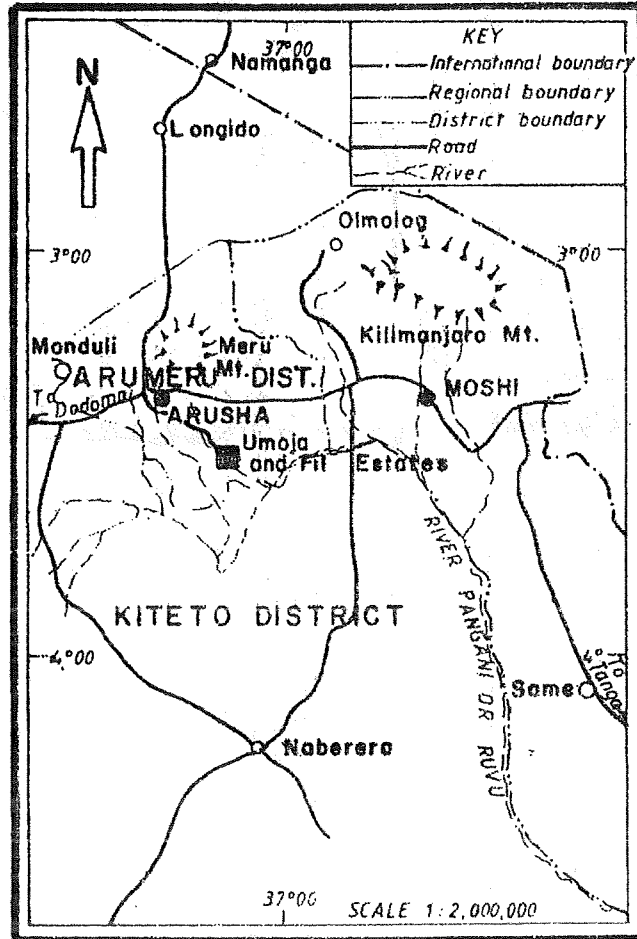 37°00
KEY
International boundary
Regional boundary
District boundary
Road
River
N
Namanga
Longido
Olmolog
3°00
3°00
Kilimanjaro Mt.
Monduli
Meru
Mt.
ARUMERU DIST.
To
Dodoma
MOSHI
ARUSHA
Umoja
and Fil Estates
RIVER PANGANI OR RUVU
KITETO DISTRICT
4°00
4°
To
Tanga
Same
Naberera
37°00
SCALE 1:2,000,000